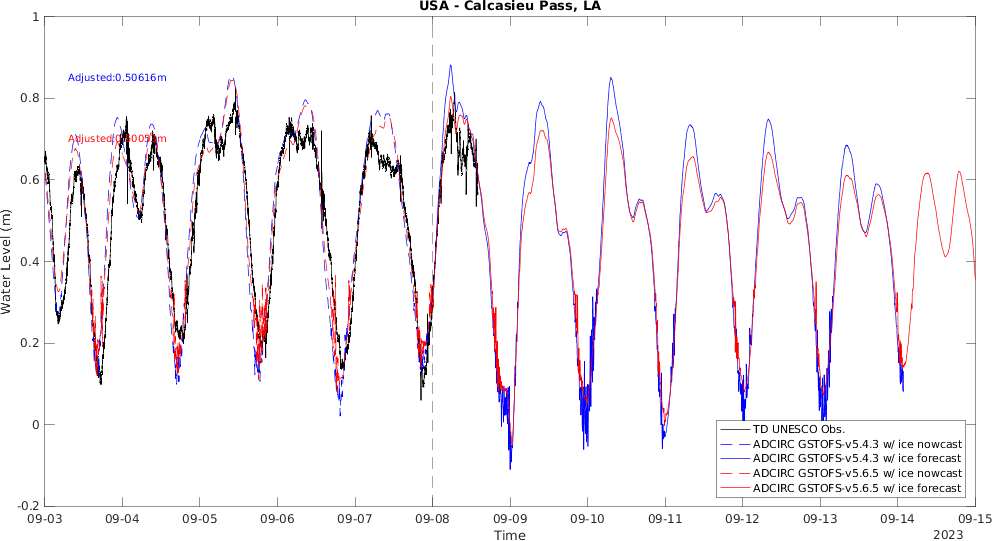 USA - Calcasieu Pass, LA
1
0.8
0.6
0.4
0.2
0
-0.2
Water Level (m)
Adjusted:0.50616m
TD UNESCO Obs.
ADCIRC GSTOFS-v5.4.3 w/ ice nowcast
ADCIRC GSTOFS-v5.4.3 w/ ice forecast
ADCIRC GSTOFS-v5.6.5 w/ ice nowcast
ADCIRC GSTOFS-v5.6.5 w/ ice forecast
09-03 09-04 09-05 09-06 09-07 09-08 09-09 09-10 09-11 09-12 09-13 09-14 09-15
Time
2023